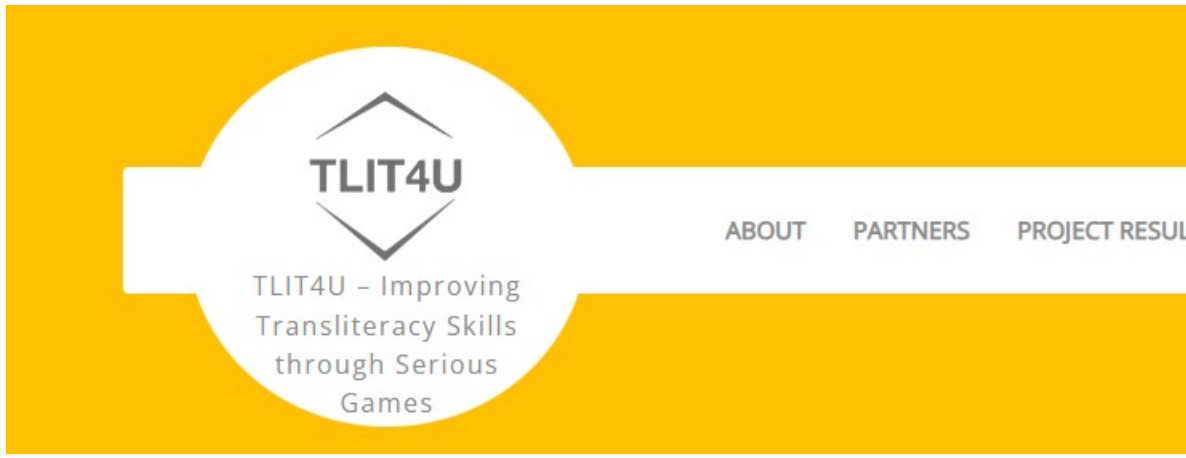 TLIT4U
TLIT4U – Improving
Transliteracy Skills
through Serious
Games
ABOUT PARTNERS PROJECT RESUL